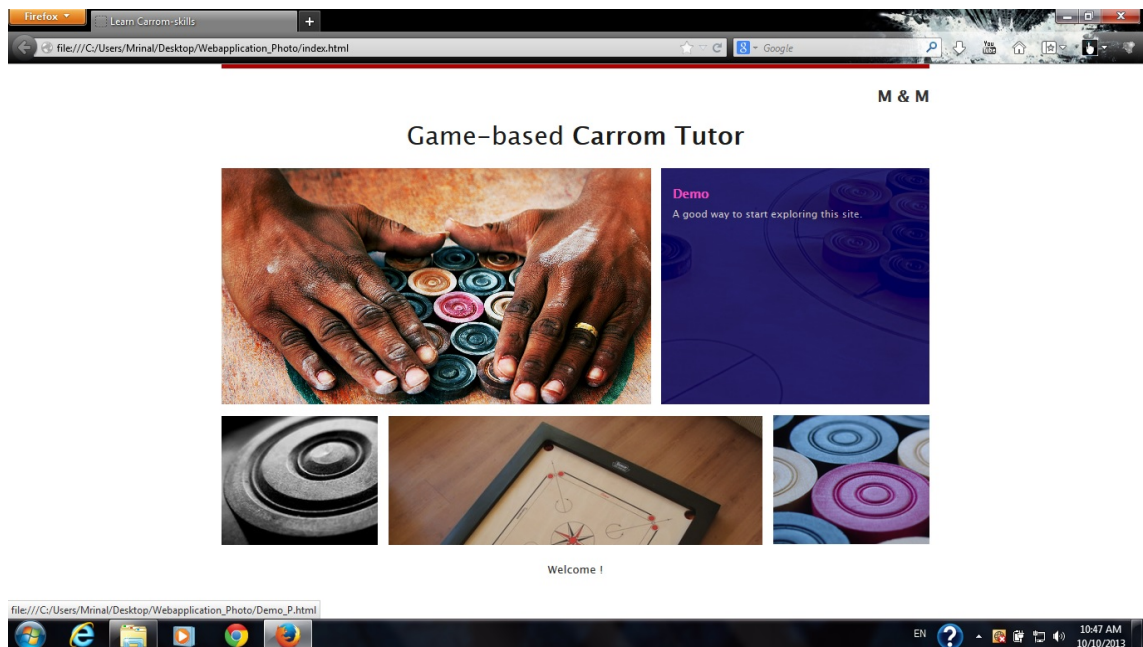 Firefox
Learn Carrom-skills
file:///C:/Users/Mrinal/Desktop/Webapplication_Photo/index.html
Google
M & M
Game-based Carrom Tutor
Demo
A good way to start exploring this site.
Welcome !
file:///C:/Users/Mrinal/Desktop/Webapplication_Photo/Demo_P.html
EN
10:47 AM
10/10/2013